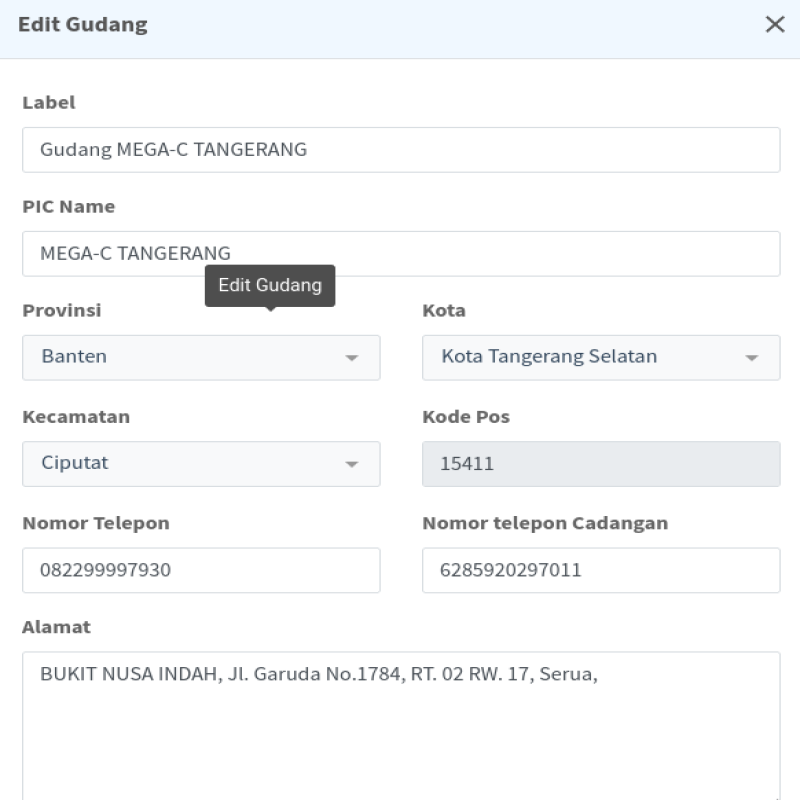 Edit Gudang
Label
Gudang MEGA-C TANGERANG
PIC Name
MEGA-C TANGERANG
Edit Gudang
Provinsi
Kota
Banten
Kota Tangerang Selatan
Kecamatan
Kode Pos
Ciputat
15411
Nomor Telepon
Nomor telepon Cadangan
082299997930
6285920297011
Alamat
BUKIT NUSA INDAH, Jl. Garuda No.1784, RT. 02 RW. 17, Serua,